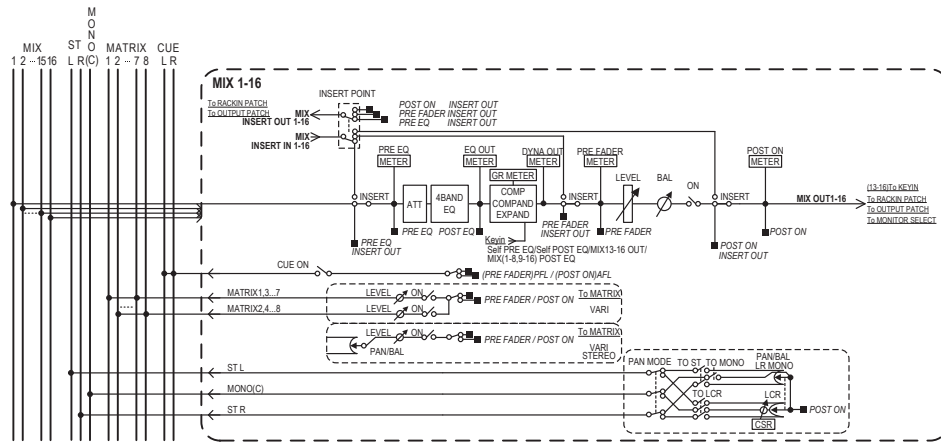 MONO(C)
MIX
ST
MATRIX
CUE
1 2 ··· 15 16
L R
1 2 ··· 7 8
L R
MIX 1-16
INSERT POINT
To RACKIN PATCH
To OUTPUT PATCH
MIX
INSERT OUT 1-16
MIX
INSERT IN 1-16
POST ON INSERT OUT
PRE FADER INSERT OUT
PRE EQ INSERT OUT
PRE EQ
METER
EQ OUT
METER
DYNA OUT
METER
PRE FADER
METER
POST ON
METER
GR METER
INSERT
ATT
4BAND
EQ
COMP
COMPAND
EXPAND
INSERT
LEVEL
BAL
ON
INSERT
MIX OUT1-16
(13-16)To KEYIN
To RACKIN PATCH
To OUTPUT PATCH
To MONITOR SELECT
PRE EQ
INSERT OUT
PRE EQ
POST EQ
Keyin
Self PRE EQ/Self POST EQ/MIX13-16 OUT/
MIX(1-8,9-16) POST EQ
PRE FADER
INSERT OUT
PRE FADER
POST ON
INSERT OUT
POST ON
CUE ON
(PRE FADER)PFL / (POST ON)AFL
MATRIX1,3...7
LEVEL
ON
PRE FADER / POST ON
To MATRIX
MATRIX2,4...8
LEVEL
ON
VARI
LEVEL
ON
PAN/BAL
PRE FADER / POST ON
To MATRIX
VARI
STEREO
ST L
MONO(C)
ST R
PAN MODE
TO ST
TO MONO
PAN/BAL
LR MONO
TO LCR
LCR
CSR
POST ON